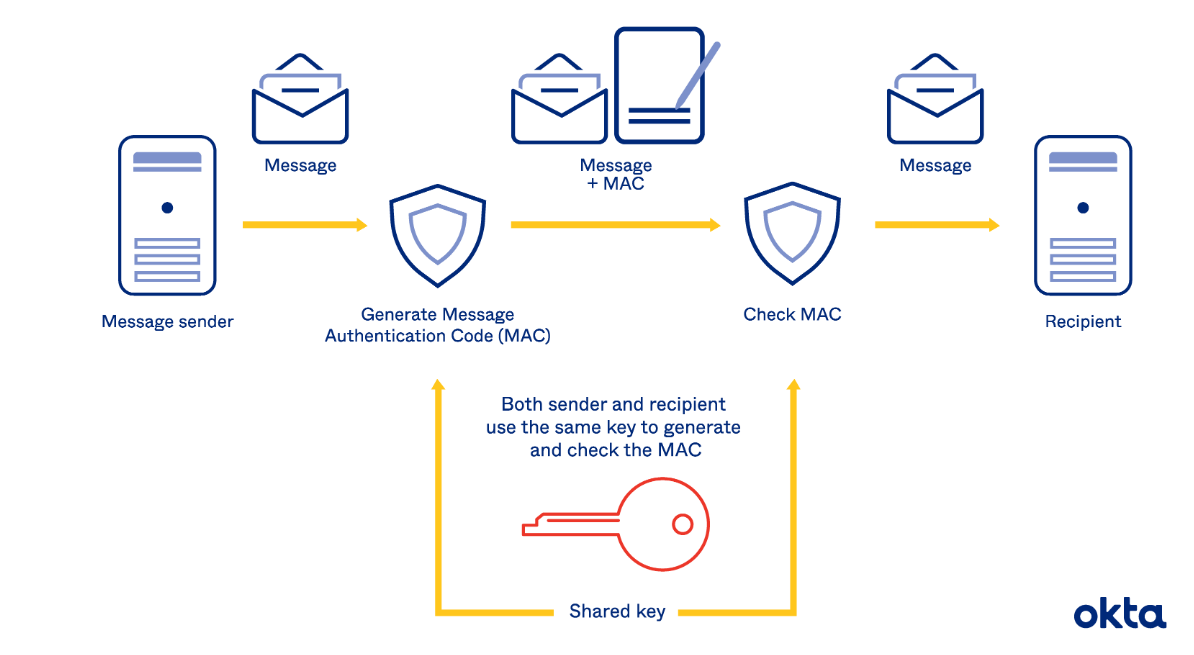 Message
Message
+ MAC
Message
Message sender
Generate Message
Authentication Code (MAC)
Check MAC
Recipient
Both sender and recipient
use the same key to generate
and check the MAC
Shared key
okta